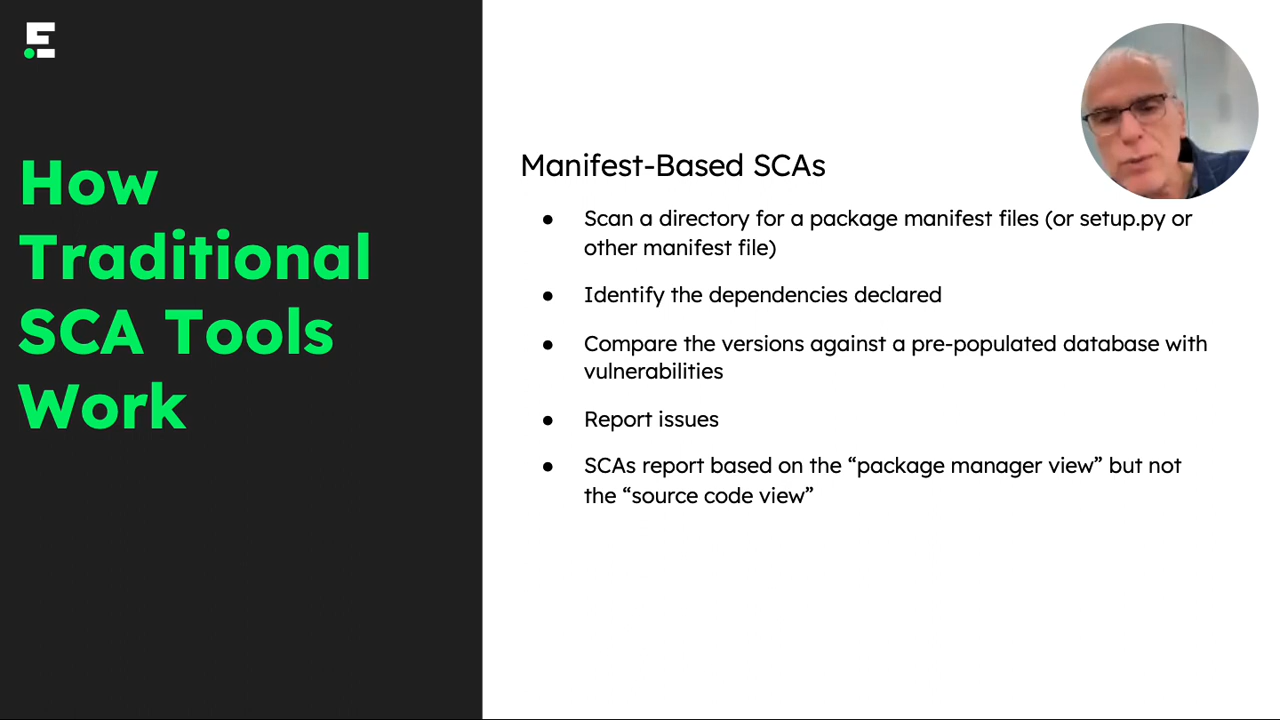 How
Traditional
SCA Tools
Work
Manifest-Based SCAs
● Scan a directory for a package manifest files (or setup.py or
other manifest file)
● Identify the dependencies declared
● Compare the versions against a pre-populated database with
vulnerabilities
● Report issues
● SCAs report based on the “package manager view” but not
the “source code view”